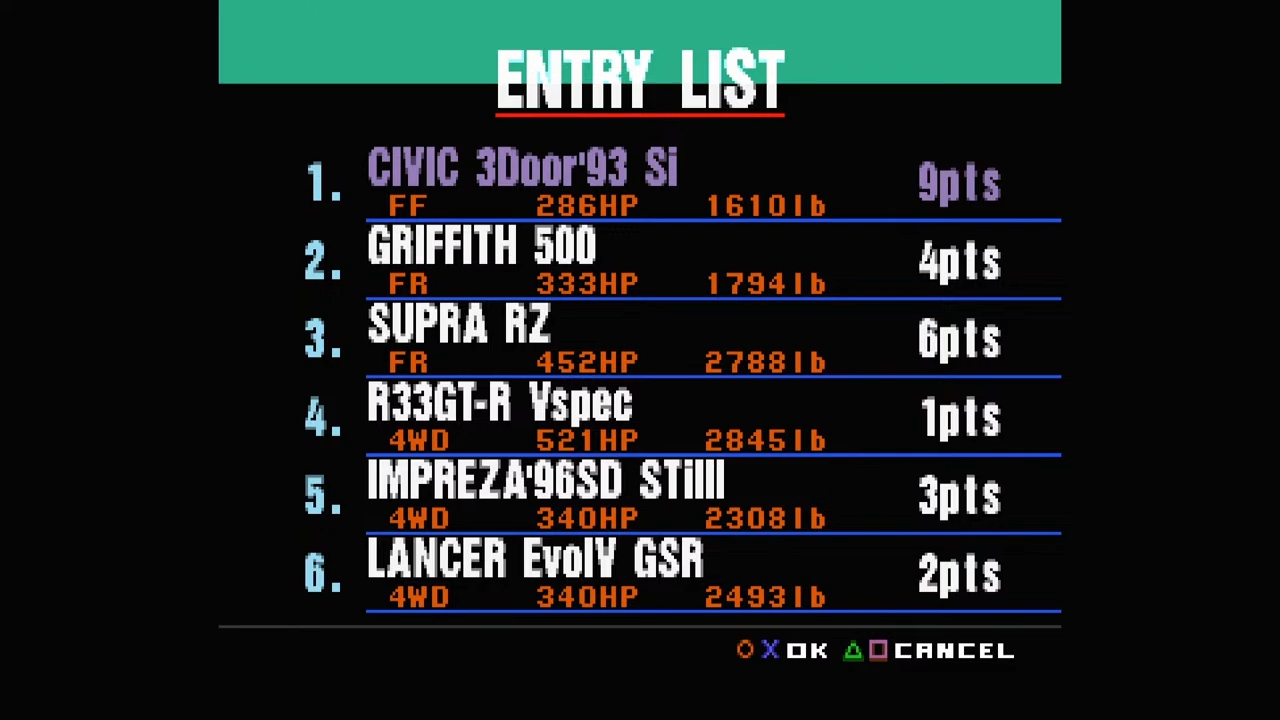 ENTRY LIST
1. CIVIC 3Door'93 Si 9pts
FF 286HP 1610lb
2. GRIFFITH 500 4pts
FR 333HP 1794lb
3. SUPRA RZ 6pts
FR 452HP 2788lb
4. R33GT-R Vspec 1pts
4WD 521HP 2845lb
5. IMPREZA'96SD STiIII 3pts
4WD 340HP 2308lb
6. LANCER EvoIV GSR 2pts
4WD 340HP 2493lb
OK CANCEL